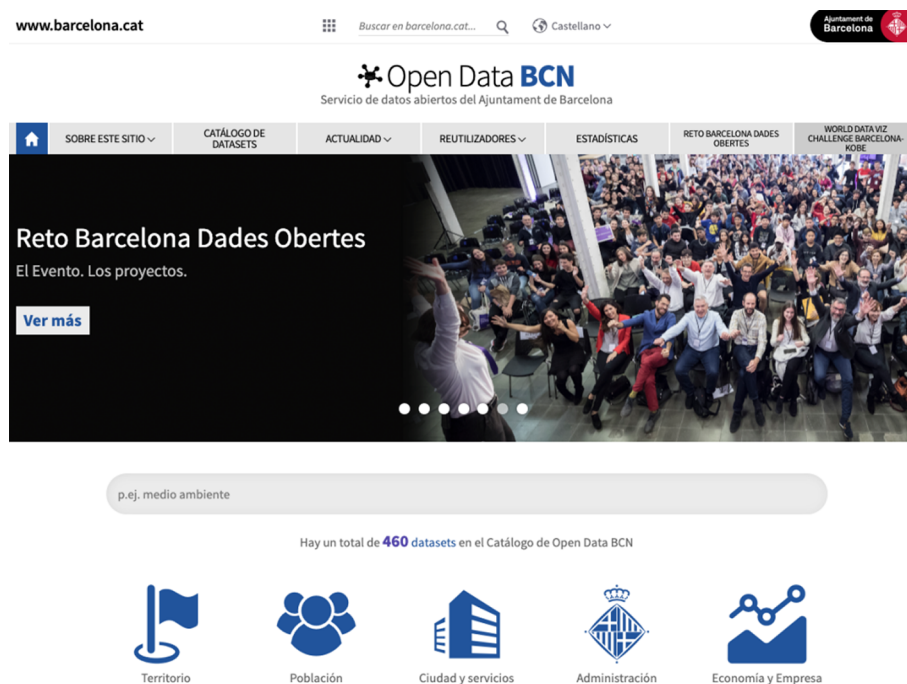 www.barcelona.cat
Buscar en barcelona.cat...
Castellano
Ajuntament de
Barcelona
Open Data BCN
Servicio de datos abiertos del Ajuntament de Barcelona
SOBRE ESTE SITIO
CATÁLOGO DE
DATASETS
ACTUALIDAD
REUTILIZADORES
ESTADÍSTICAS
RETO BARCELONA DADES
OBERTES
WORLD DATA VIZ
CHALLENGE BARCELONA-
KOBE
Reto Barcelona Dades Obertes
El Evento. Los proyectos.
Ver más
p.ej. medio ambiente
Hay un total de 460 datasets en el Catálogo de Open Data BCN
Territorio
Población
Ciudad y servicios
Administración
Economía y Empresa